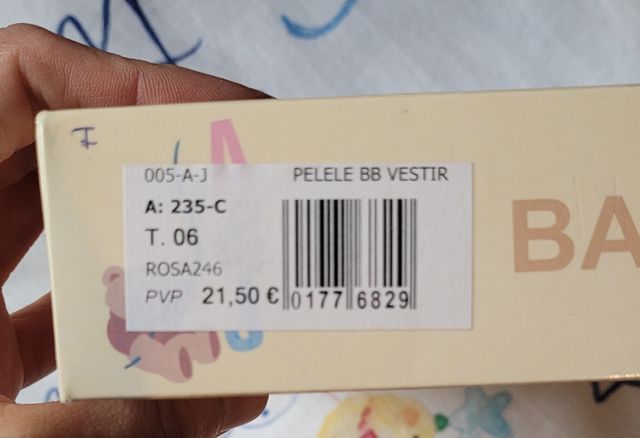 005-A-J PELELE BB VESTIR
A: 235-C
T. 06
ROSA246
PVP 21,50 €
0177 6829
A
BA